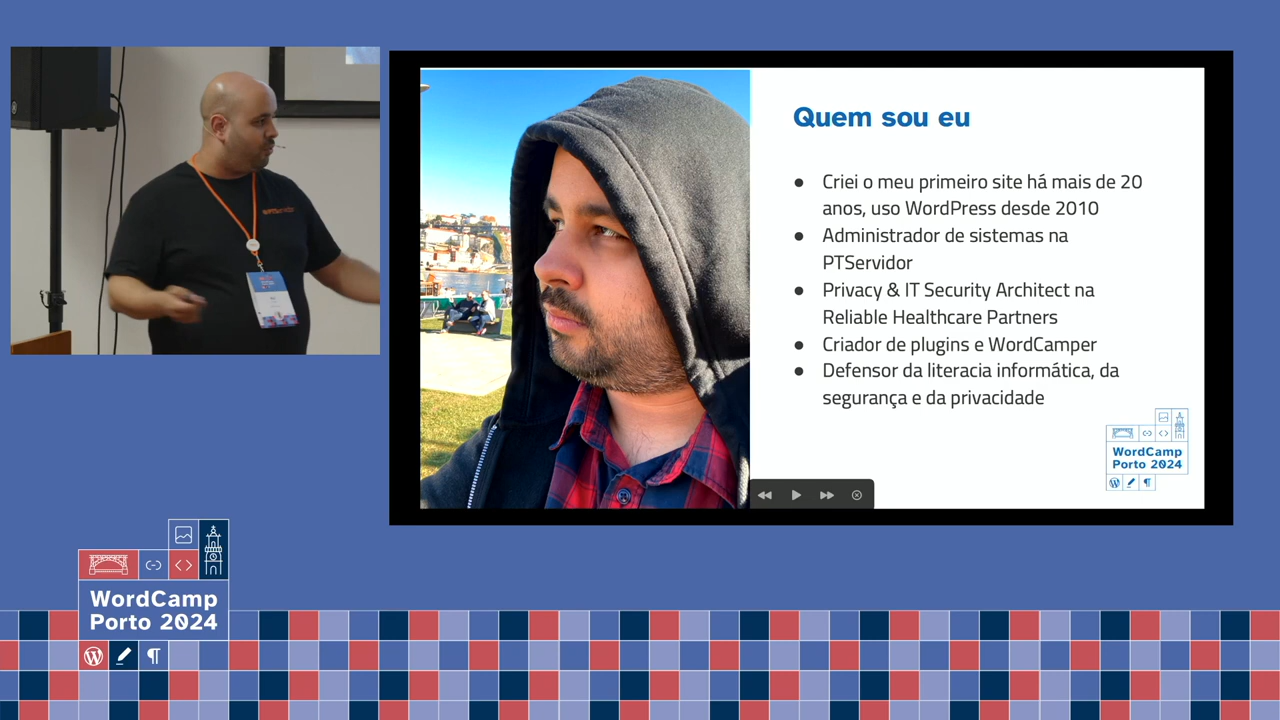 Quem sou eu
● Criei o meu primeiro site há mais de 20
anos, uso WordPress desde 2010
● Administrador de sistemas na
PTServidor
● Privacy & IT Security Architect na
Reliable Healthcare Partners
● Criador de plugins e WordCamper
● Defensor da literacia informática, da
segurança e da privacidade
WordCamp
Porto 2024
WordCamp
Porto 2024